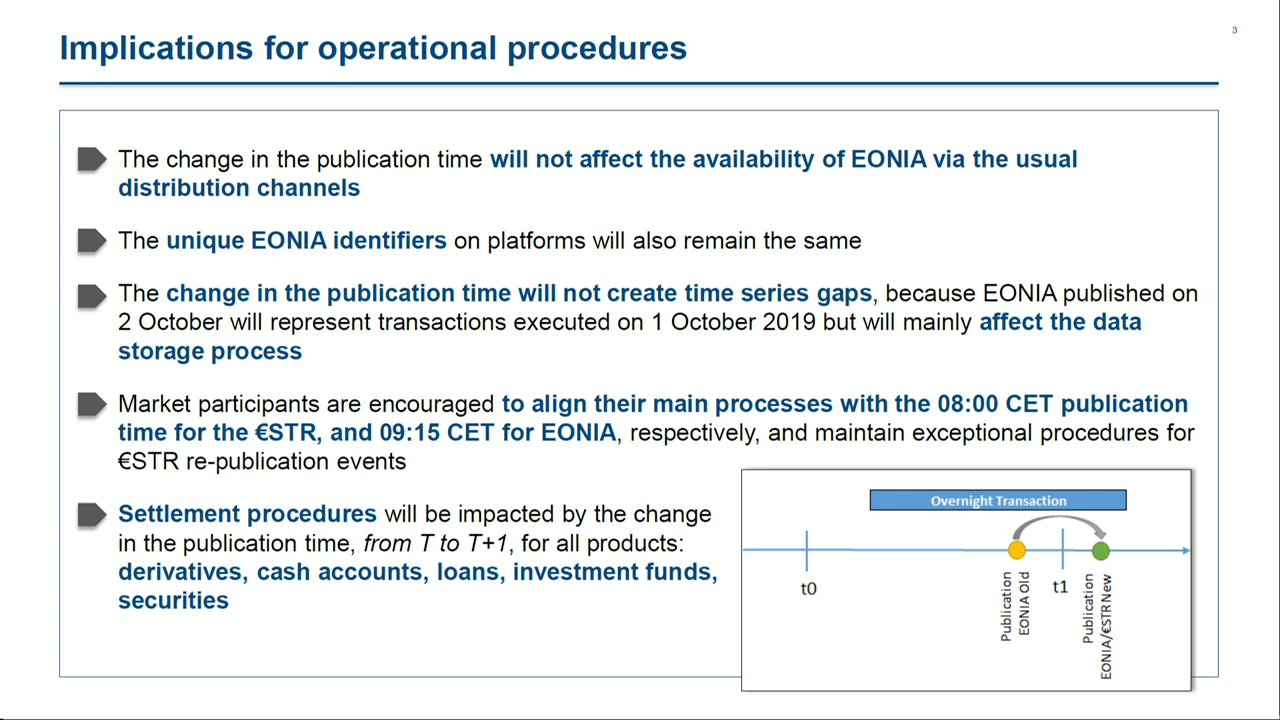 Implications for operational procedures
3
The change in the publication time will not affect the availability of EONIA via the usual
distribution channels
The unique EONIA identifiers on platforms will also remain the same
The change in the publication time will not create time series gaps, because EONIA published on
2 October will represent transactions executed on 1 October 2019 but will mainly affect the data
storage process
Market participants are encouraged to align their main processes with the 08:00 CET publication
time for the €STR, and 09:15 CET for EONIA, respectively, and maintain exceptional procedures for
€STR re-publication events
Settlement procedures will be impacted by the change
in the publication time, from T to T+1, for all products:
derivatives, cash accounts, loans, investment funds,
securities
Overnight Transaction
t0
Publication
EONIA Old
t1
Publication
EONIA/€STR New